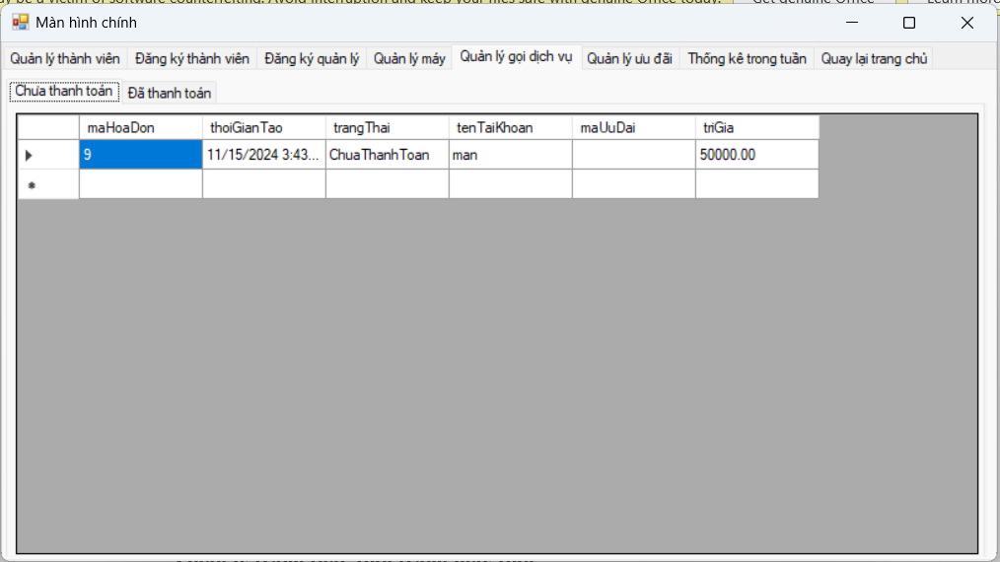 be a victim of software counterfeiting. Avoid interruption and keep your files safe with genuine Office today. Get genuine Office Learn more
Màn hình chính
Quản lý thành viên Đăng ký thành viên Đăng ký quản lý Quản lý máy Quản lý gọi dịch vụ Quản lý ưu đãi Thống kê trong tuần Quay lại trang chủ
Chưa thanh toán Đã thanh toán
maHoaDon thoiGianTao trangThai tenTaiKhoan maUuDai triGia
9 11/15/2024 3:43... ChuaThanhToan man 50000.00